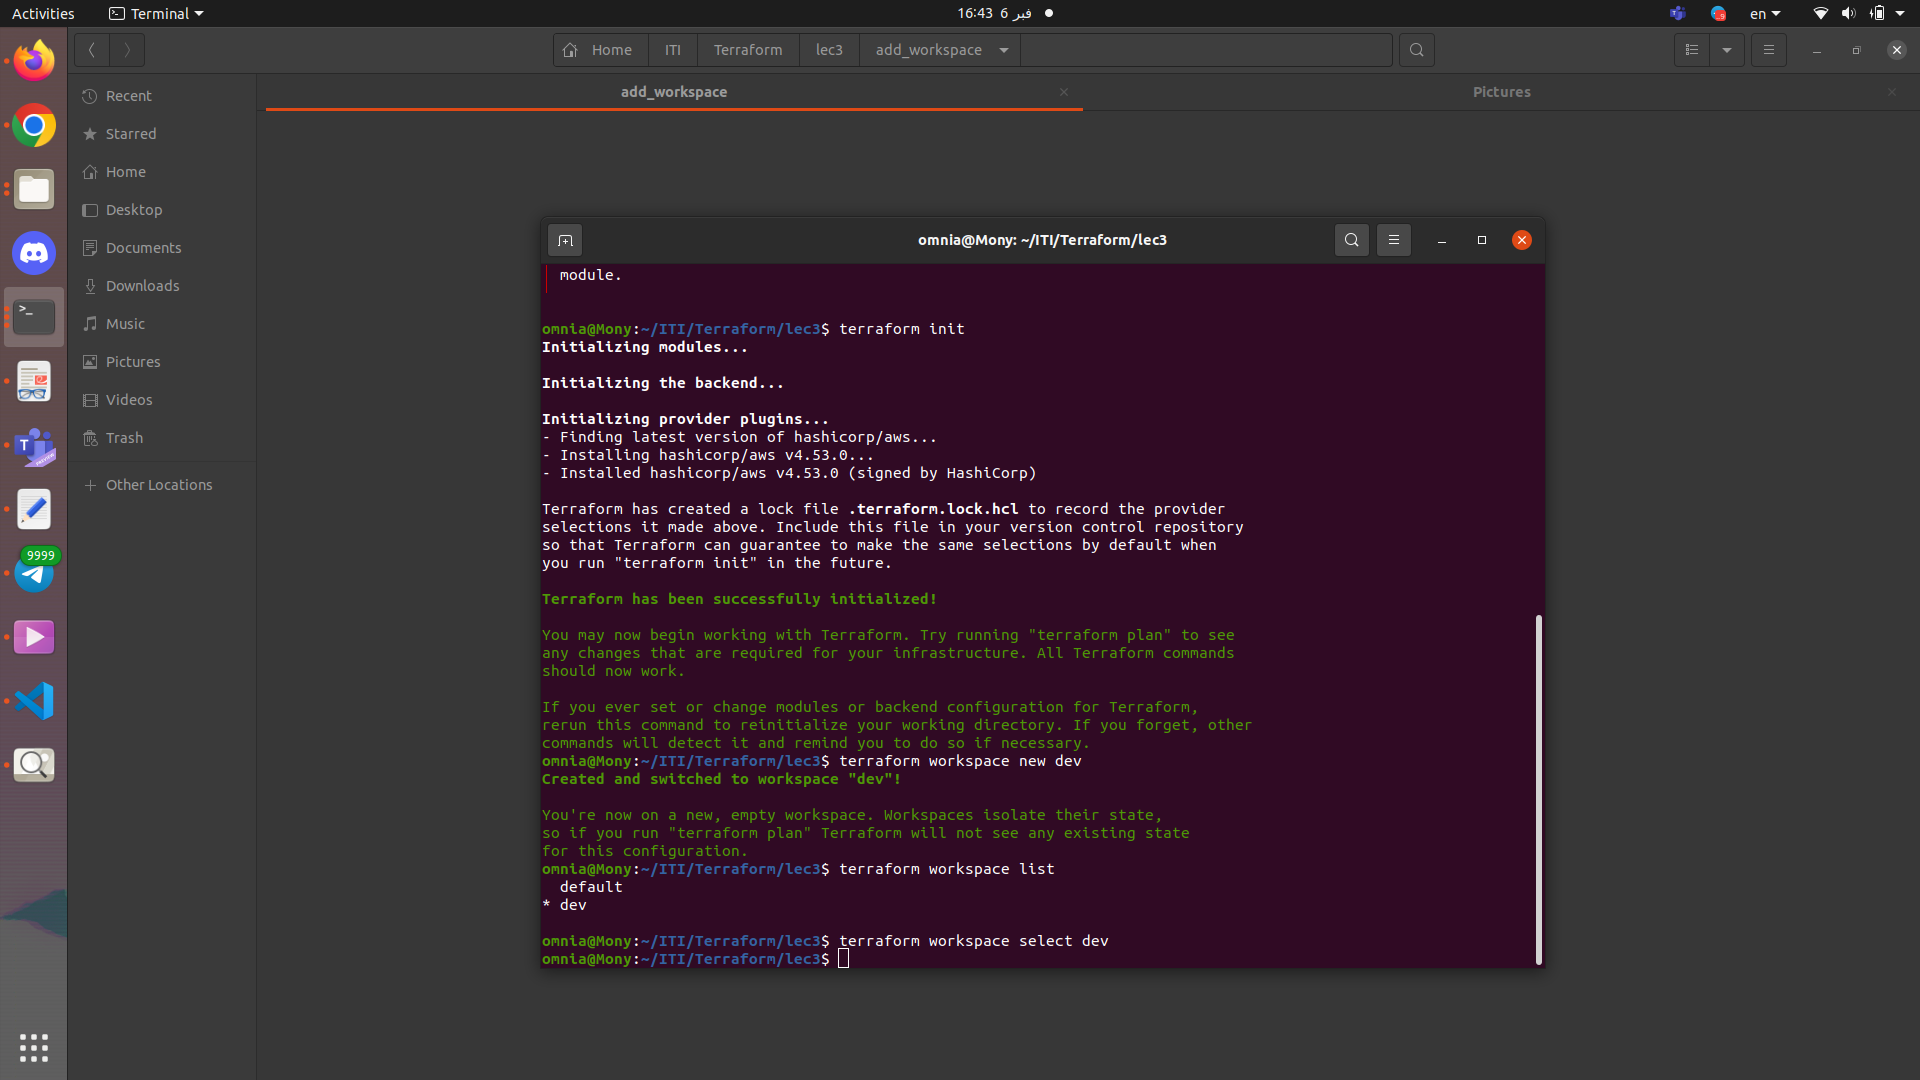 Activities
Terminal
16:43 6 فبر
en
Home
ITI
Terraform
lec3
add_workspace
add_workspace
Pictures
Recent
Starred
Home
Desktop
Documents
Downloads
Music
Pictures
Videos
Trash
Other Locations
9999
omnia@Mony: ~/ITI/Terraform/lec3
module.
omnia@Mony:~/ITI/Terraform/lec3$ terraform init
Initializing modules...
Initializing the backend...
Initializing provider plugins...
- Finding latest version of hashicorp/aws...
- Installing hashicorp/aws v4.53.0...
- Installed hashicorp/aws v4.53.0 (signed by HashiCorp)
Terraform has created a lock file .terraform.lock.hcl to record the provider
selections it made above. Include this file in your version control repository
so that Terraform can guarantee to make the same selections by default when
you run "terraform init" in the future.
Terraform has been successfully initialized!
You may now begin working with Terraform. Try running "terraform plan" to see
any changes that are required for your infrastructure. All Terraform commands
should now work.
If you ever set or change modules or backend configuration for Terraform,
rerun this command to reinitialize your working directory. If you forget, other
commands will detect it and remind you to do so if necessary.
omnia@Mony:~/ITI/Terraform/lec3$ terraform workspace new dev
Created and switched to workspace "dev"!
You're now on a new, empty workspace. Workspaces isolate their state,
so if you run "terraform plan" Terraform will not see any existing state
for this configuration.
omnia@Mony:~/ITI/Terraform/lec3$ terraform workspace list
default
* dev
omnia@Mony:~/ITI/Terraform/lec3$ terraform workspace select dev
omnia@Mony:~/ITI/Terraform/lec3$